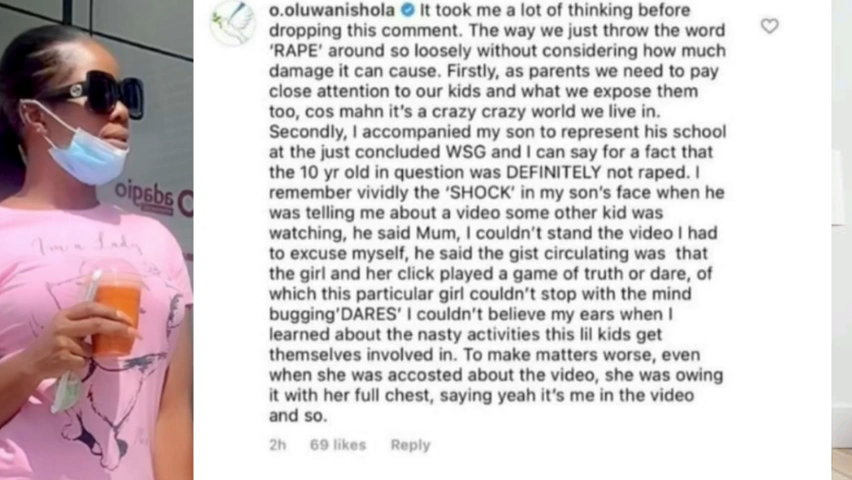 o.oluwanishola It took me a lot of thinking before
dropping this comment. The way we just throw the word
'RAPE' around so loosely without considering how much
damage it can cause. Firstly, as parents we need to pay
close attention to our kids and what we expose them
too, cos mahn it's a crazy crazy world we live in.
Secondly, I accompanied my son to represent his school
at the just concluded WSG and I can say for a fact that
the 10 yr old in question was DEFINITELY not raped. I
remember vividly the 'SHOCK' in my son's face when he
was telling me about a video some other kid was
watching, he said Mum, I couldn't stand the video I had
to excuse myself, he said the gist circulating was that
the girl and her click played a game of truth or dare, of
which this particular girl couldn't stop with the mind
bugging'DARES' I couldn't believe my ears when I
learned about the nasty activities this lil kids get
themselves involved in. To make matters worse, even
when she was accosted about the video, she was owing
it with her full chest, saying yeah it's me in the video
and so.
2h 69 likes Reply
adagio
I'm a Lady